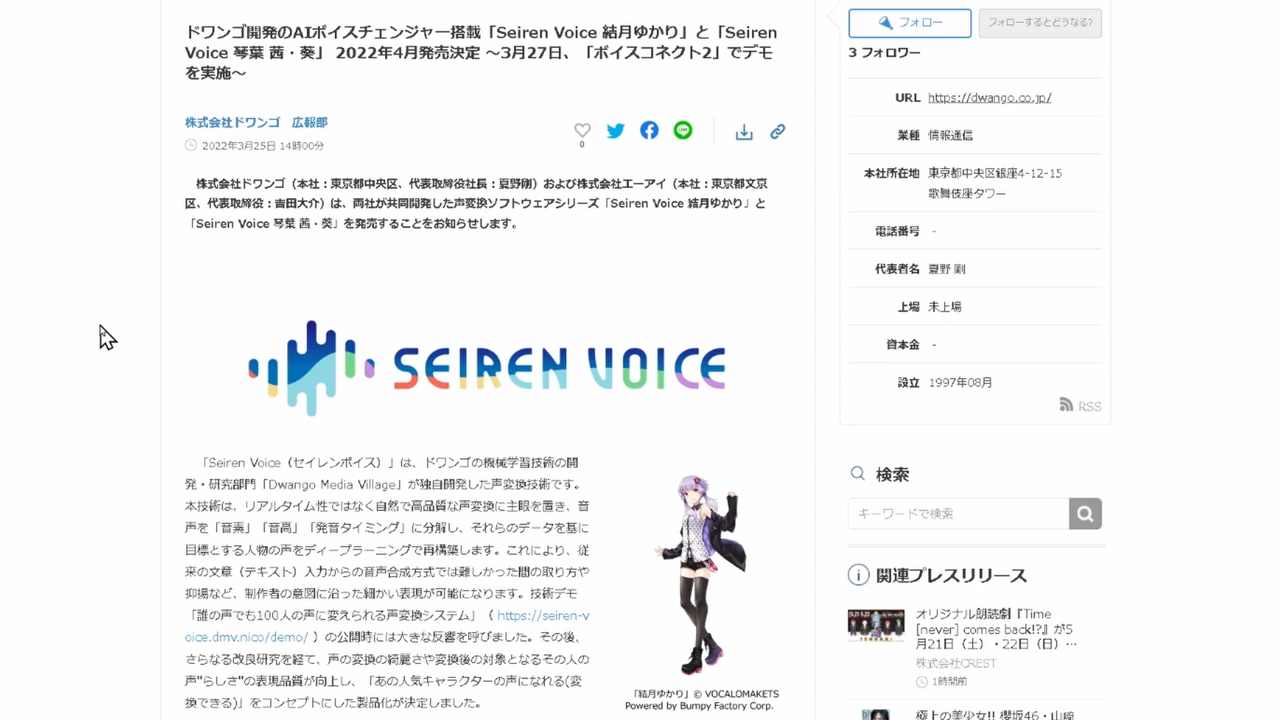 ドワンゴ開発のAIボイスチェンジャー搭載「Seiren Voice 結月ゆかり」と「Seiren
Voice 琴葉 茜・葵」 2022年4月発売決定 〜3月27日、「ボイスコネクト2」でデモ
を実施〜
株式会社ドワンゴ 広報部
2022年3月25日 14時00分
0
株式会社ドワンゴ（本社：東京都中央区、代表取締役社長：夏野剛）および株式会社エーアイ（本社：東京都文京
区、代表取締役：吉田大介）は、両社が共同開発した声変換ソフトウェアシリーズ「Seiren Voice 結月ゆかり」と
「Seiren Voice 琴葉 茜・葵」を発売することをお知らせします。
SEIREN VOICE
「Seiren Voice（セイレンボイス）」は、ドワンゴの機械学習技術の開
発・研究部門「Dwango Media Village」が独自開発した声変換技術です。
本技術は、リアルタイム性ではなく自然で高品質な声変換に主眼を置き、音
声を「音素」「音高」「発音タイミング」に分解し、それらのデータを基に
目標とする人物の声をディープラーニングで再構築します。これにより、従
来の文章（テキスト）入力からの音声合成方式では難しかった間の取り方や
抑揚など、制作者の意図に沿った細かい表現が可能になります。技術デモ
「誰の声でも100人の声に変えられる声変換システム」（ https://seiren-v
oice.dmv.nico/demo/ ）の公開時には大きな反響を呼びました。その後、
さらなる改良研究を経て、声の変換の綺麗さや変換後の対象となるその人の
声"らしさ"の表現品質が向上し、「あの人気キャラクターの声になれる(変
換できる)」をコンセプトにした製品化が決定しました。
「結月ゆかり」© VOCALOMAKETS
Powered by Bumpy Factory Corp.
フォロー
フォローするとどうなる?
3 フォロワー
URL https://dwango.co.jp/
業種 情報通信
本社所在地 東京都中央区銀座4-12-15
歌舞伎座タワー
電話番号 -
代表者名 夏野 剛
上場 未上場
資本金 -
設立 1997年08月
RSS
検索
キーワードで検索
関連プレスリリース
オリジナル朗読劇『Time
[never] comes back!?』が5
月21日（土）・22日（日）…
株式会社CREST
1時間前
極上の美少女!! 櫻坂46・山﨑